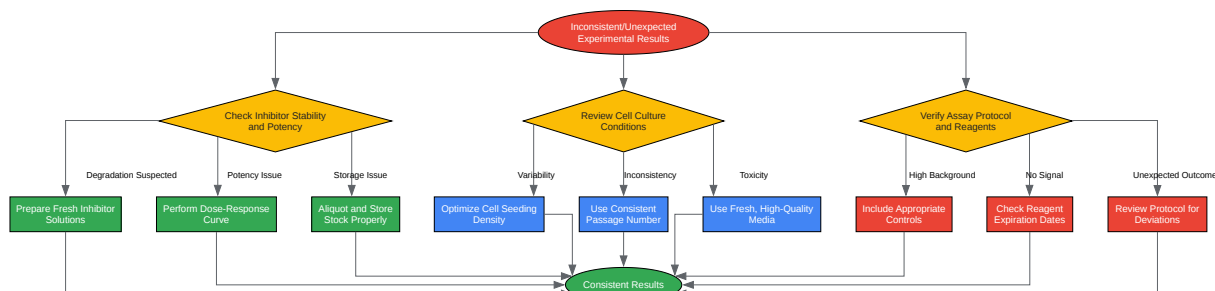 Inconsistent/Unexpected
Experimental Results
Check Inhibitor Stability
and Potency
Review Cell Culture
Conditions
Verify Assay Protocol
and Reagents
Degradation Suspected
Potency Issue
Storage Issue
Variability
Inconsistency
Toxicity
High Background
No Signal
Unexpected Outcome
Prepare Fresh Inhibitor
Solutions
Perform Dose-Response
Curve
Aliquot and Store
Stock Properly
Optimize Cell Seeding
Density
Use Consistent
Passage Number
Use Fresh, High-Quality
Media
Include Appropriate
Controls
Check Reagent
Expiration Dates
Review Protocol for
Deviations
Consistent Results